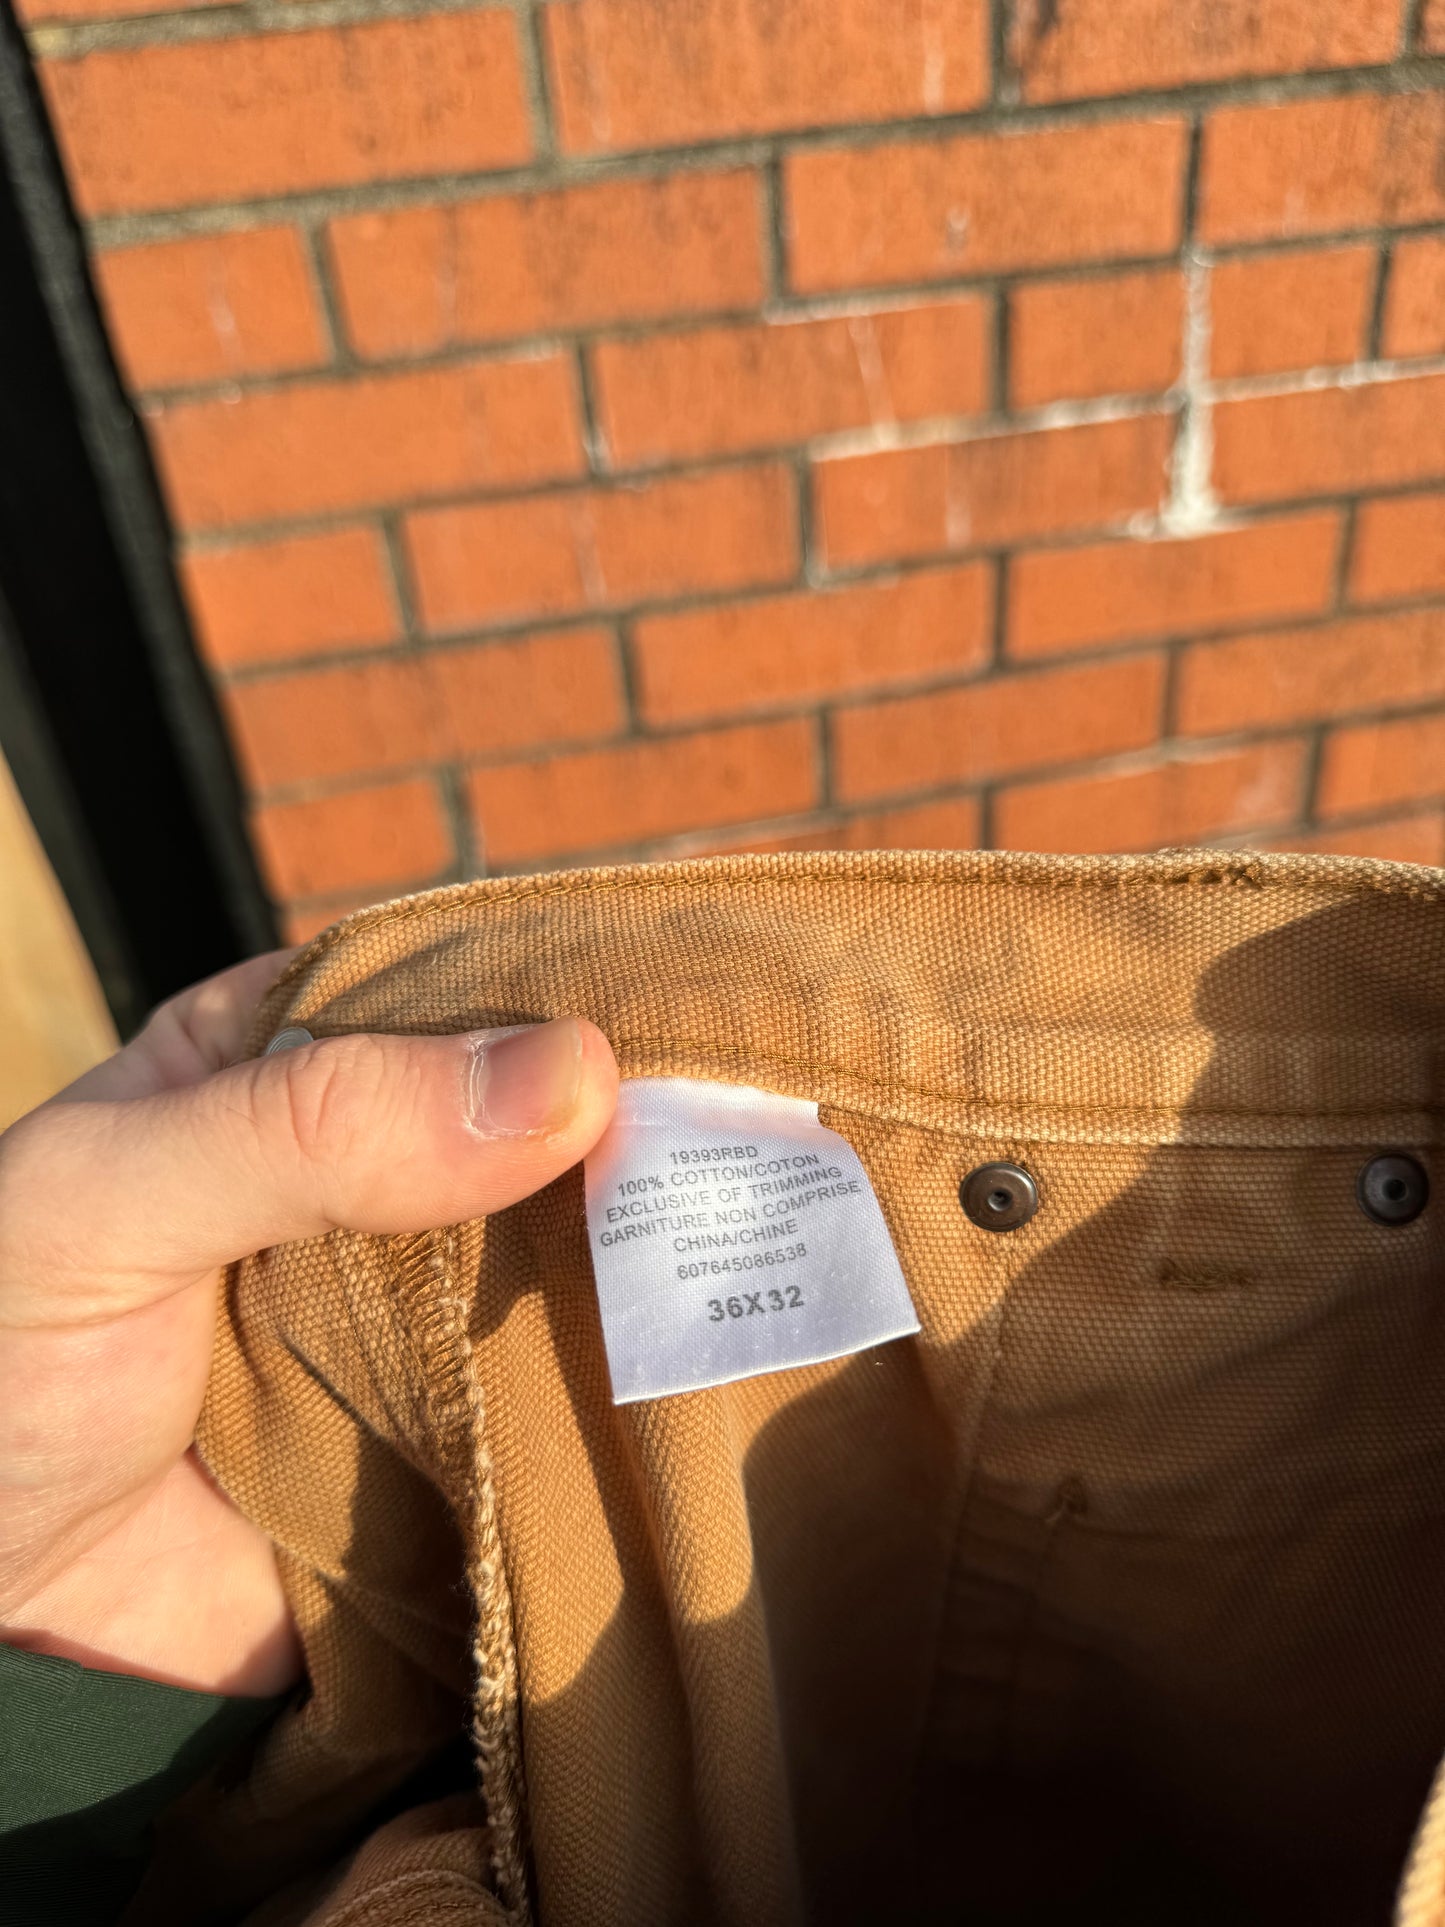 19393RBD
100% COTTON/COTON
EXCLUSIVE OF TRIMMING
GARNITURE NON COMPRISE
CHINA/CHINE
607645086538
36X32